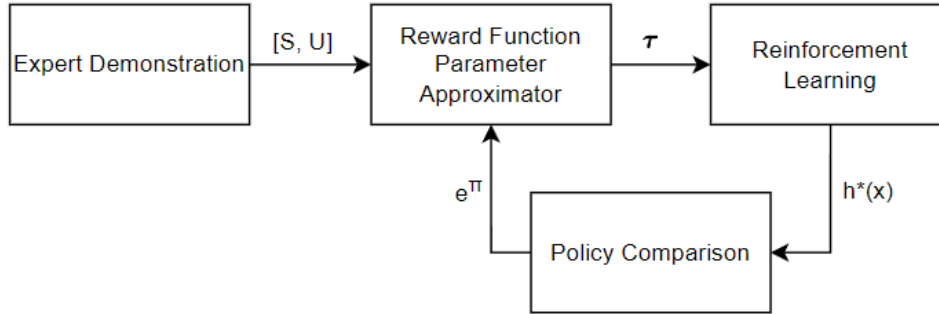 Expert Demonstration
[S, U]
Reward Function
Parameter
Approximator
τ
Reinforcement
Learning
e^π
h*(x)
Policy Comparison